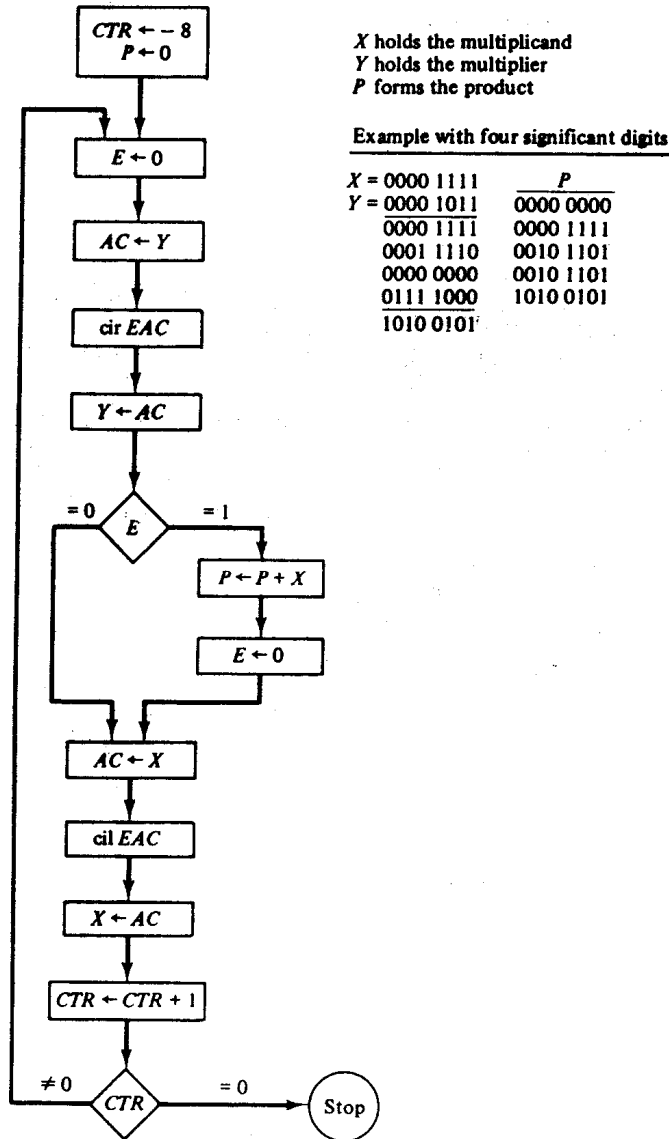 CTR ← − 8
P ← 0
X holds the multiplicand
Y holds the multiplier
P forms the product
Example with four significant digits
X = 0000 1111
Y = 0000 1011
0000 1111
0001 1110
0000 0000
0111 1000
1010 0101
P
0000 0000
0000 1111
0010 1101
0010 1101
1010 0101
E ← 0
AC ← Y
cir EAC
Y ← AC
E
= 0
= 1
P ← P + X
E ← 0
AC ← X
cil EAC
X ← AC
CTR ← CTR + 1
CTR
≠ 0
= 0
Stop